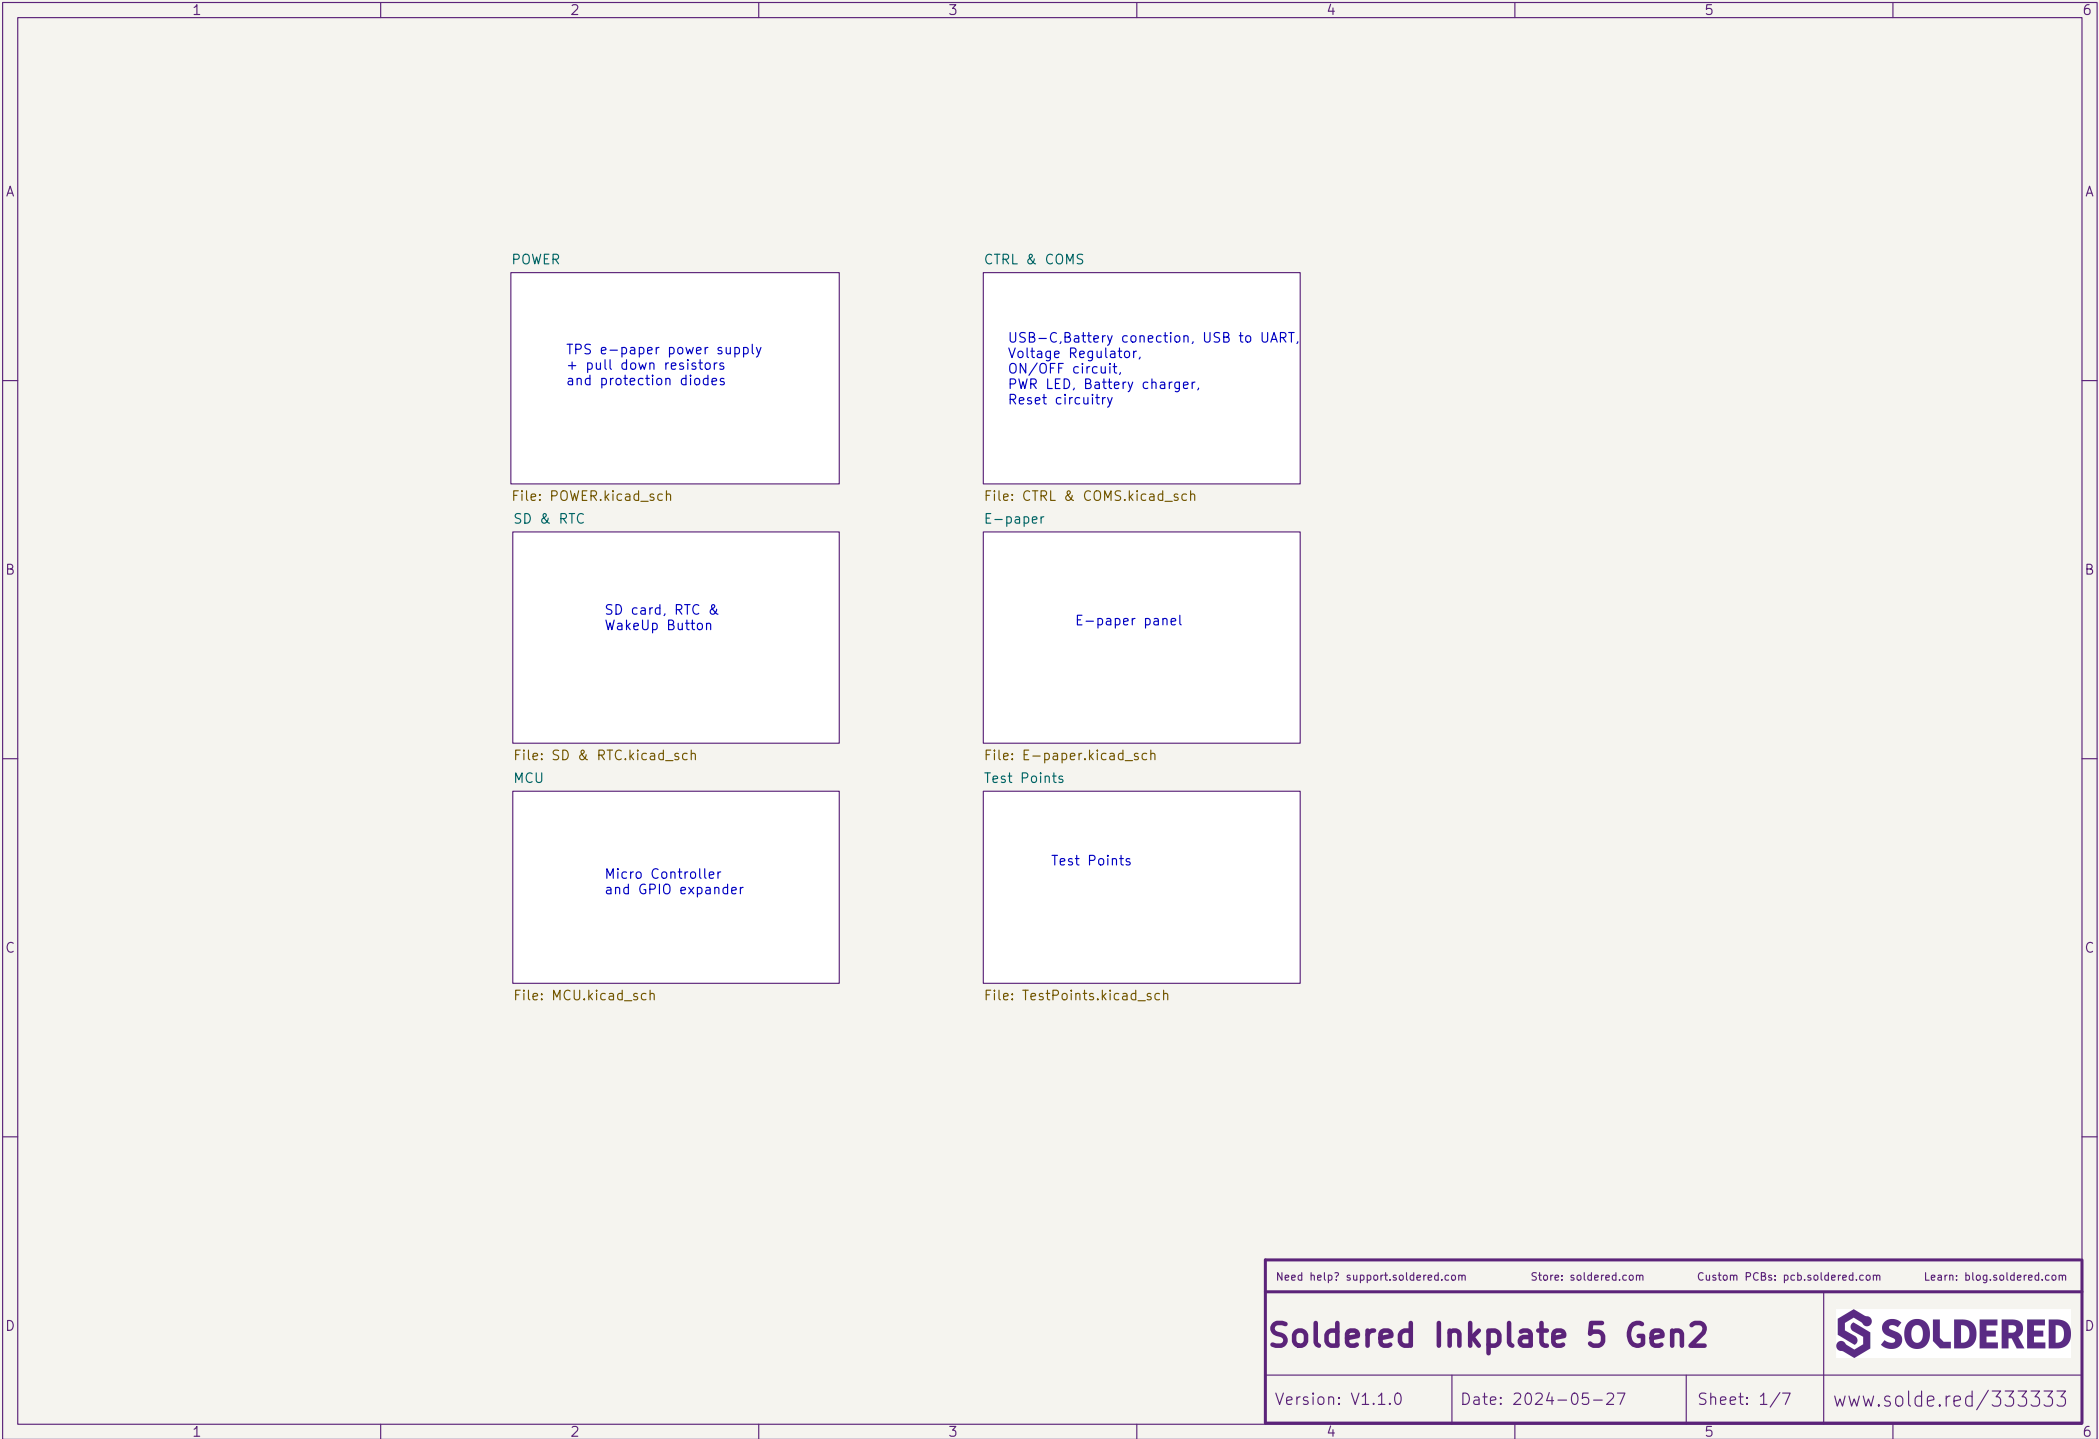 1 2 3 4 5 6
A A
POWER
TPS e-paper power supply
+ pull down resistors
and protection diodes
File: POWER.kicad_sch
CTRL & COMS
USB-C,Battery conection, USB to UART,
Voltage Regulator,
ON/OFF circuit,
PWR LED, Battery charger,
Reset circuitry
File: CTRL & COMS.kicad_sch
B B
SD & RTC
SD card, RTC &
WakeUp Button
File: SD & RTC.kicad_sch
E-paper
E-paper panel
File: E-paper.kicad_sch
MCU
Micro Controller
and GPIO expander
File: MCU.kicad_sch
Test Points
Test Points
File: TestPoints.kicad_sch
C C
Need help? support.soldered.com Store: soldered.com Custom PCBs: pcb.soldered.com Learn: blog.soldered.com
D D
Soldered Inkplate 5 Gen2
SOLDERED
Version: V1.1.0 Date: 2024-05-27 Sheet: 1/7 www.solde.red/333333
1 2 3 4 5 6